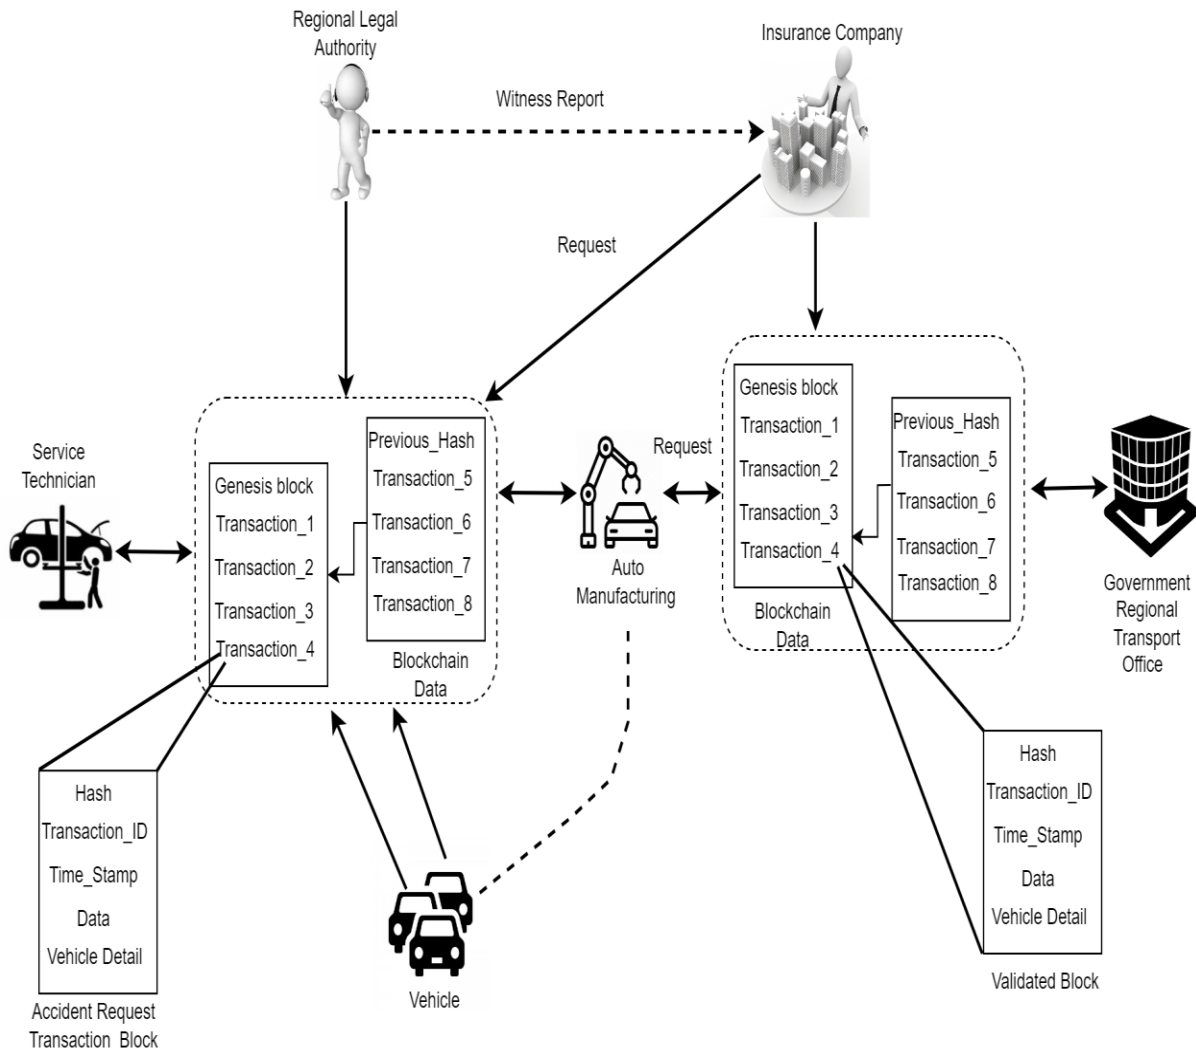 Regional Legal
Authority
Insurance Company
Witness Report
Request
Genesis block
Transaction_1
Transaction_2
Transaction_3
Transaction_4
Blockchain
Data
Previous_Hash
Transaction_5
Transaction_6
Transaction_7
Transaction_8
Government
Regional
Transport
Office
Service
Technician
Genesis block
Transaction_1
Transaction_2
Transaction_3
Transaction_4
Previous_Hash
Transaction_5
Transaction_6
Transaction_7
Transaction_8
Blockchain
Data
Request
Auto
Manufacturing
Hash
Transaction_ID
Time_Stamp
Data
Vehicle Detail
Accident Request
Transaction Block
Vehicle
Hash
Transaction_ID
Time_Stamp
Data
Vehicle Detail
Validated Block